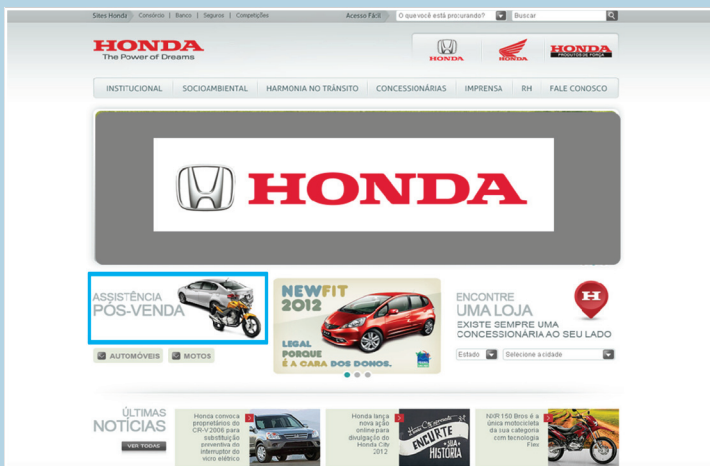 Sites Honda
Consórcio | Banco | Seguros | Competições
Acesso Fácil
O que você está procurando?
Buscar
HONDA
The Power of Dreams
HONDA
HONDA
HONDA
PRODUTOS DE FORÇA
INSTITUCIONAL
SOCIOAMBIENTAL
HARMONIA NO TRÂNSITO
CONCESSIONÁRIAS
IMPRENSA
RH
FALE CONOSCO
HONDA
ASSISTÊNCIA
PÓS-VENDA
AUTOMÓVEIS
MOTOS
NEW FIT
2012
LEGAL
PORQUE
É A CARA DOS DONOS.
ENCONTRE
UMA LOJA
EXISTE SEMPRE UMA
CONCESSIONÁRIA AO SEU LADO
Estado
Selecione a cidade
ÚLTIMAS
NOTÍCIAS
VER TODAS
Honda convoca
proprietários do
CR-V 2006 para
substituição
preventiva do
interruptor do
vidro elétrico
Honda lança
nova ação
online para
divulgação do
Honda City
2012
ENCURTE
SUA
HISTÓRIA
NXR 150 Bros é a
única motocicleta
da sua categoria
com tecnologia
Flex